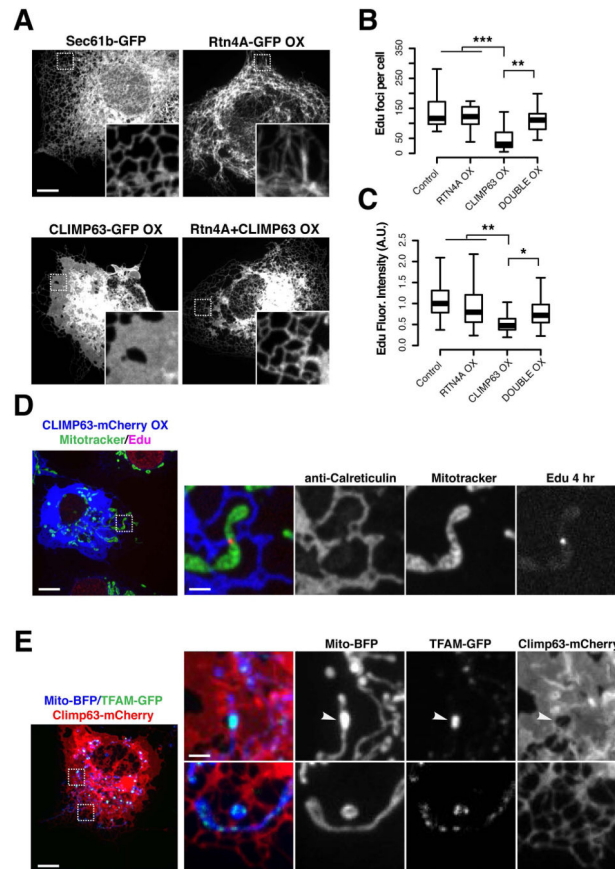 A
Sec61b-GFP
Rtn4A-GFP OX
CLIMP63-GFP OX
Rtn4A+CLIMP63 OX
B
Edu foci per cell
350
250
150
50
0
***
**
Control
RTN4A OX
CLIMP63 OX
DOUBLE OX
C
Edu Fluor. Intensity (A.U.)
2.5
2.0
1.5
1.0
0.5
0.0
**
*
Control
RTN4A OX
CLIMP63 OX
DOUBLE OX
D
CLIMP63-mCherry OX
Mitotracker/Edu
anti-Calreticulin
Mitotracker
Edu 4 hr
E
Mito-BFP/TFAM-GFP
Climp63-mCherry
Mito-BFP
TFAM-GFP
Climp63-mCherry